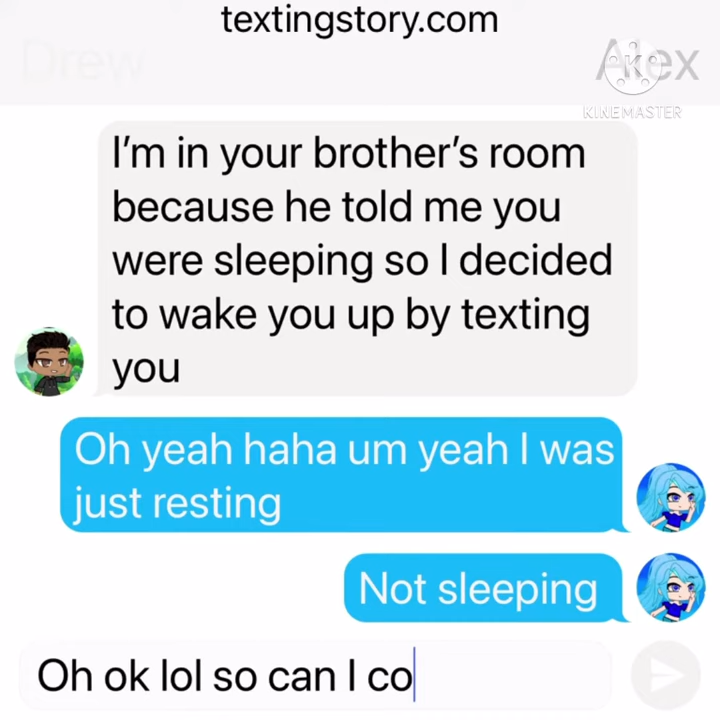 textingstory.com
Drew
Alex
KINEMASTER
I'm in your brother's room
because he told me you
were sleeping so I decided
to wake you up by texting
you
Oh yeah haha um yeah I was
just resting
Not sleeping
Oh ok lol so can I co